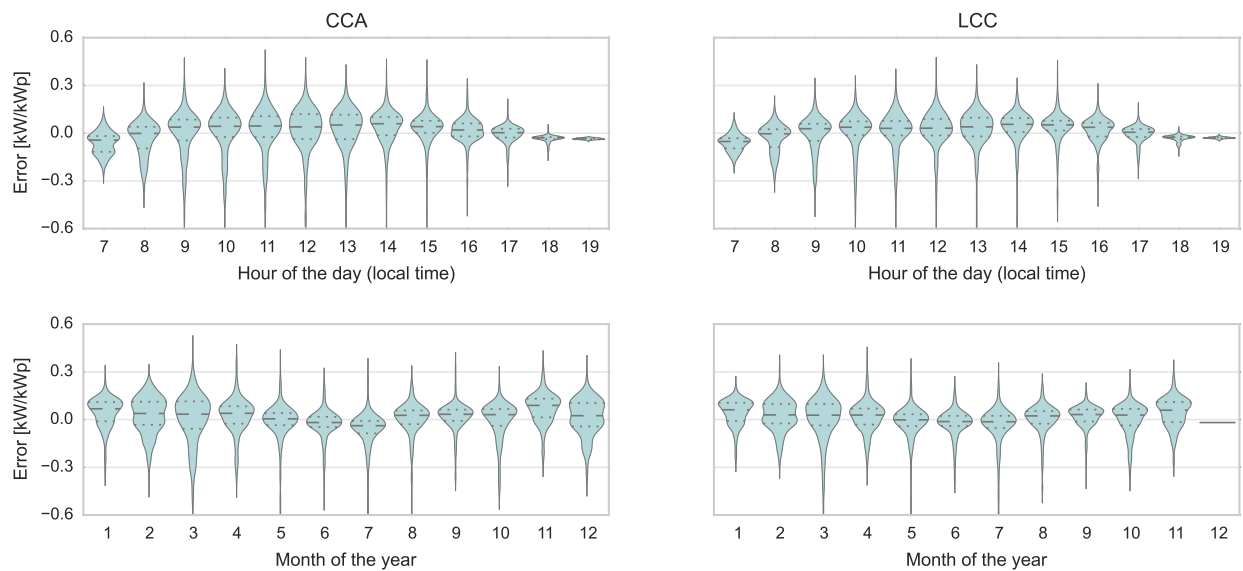 CCA
LCC
Error [kW/kWp]
0.6
0.3
0.0
−0.3
−0.6
7 8 9 10 11 12 13 14 15 16 17 18 19
7 8 9 10 11 12 13 14 15 16 17 18 19
Hour of the day (local time)
Hour of the day (local time)
Error [kW/kWp]
0.6
0.3
0.0
−0.3
−0.6
1 2 3 4 5 6 7 8 9 10 11 12
1 2 3 4 5 6 7 8 9 10 11 12
Month of the year
Month of the year